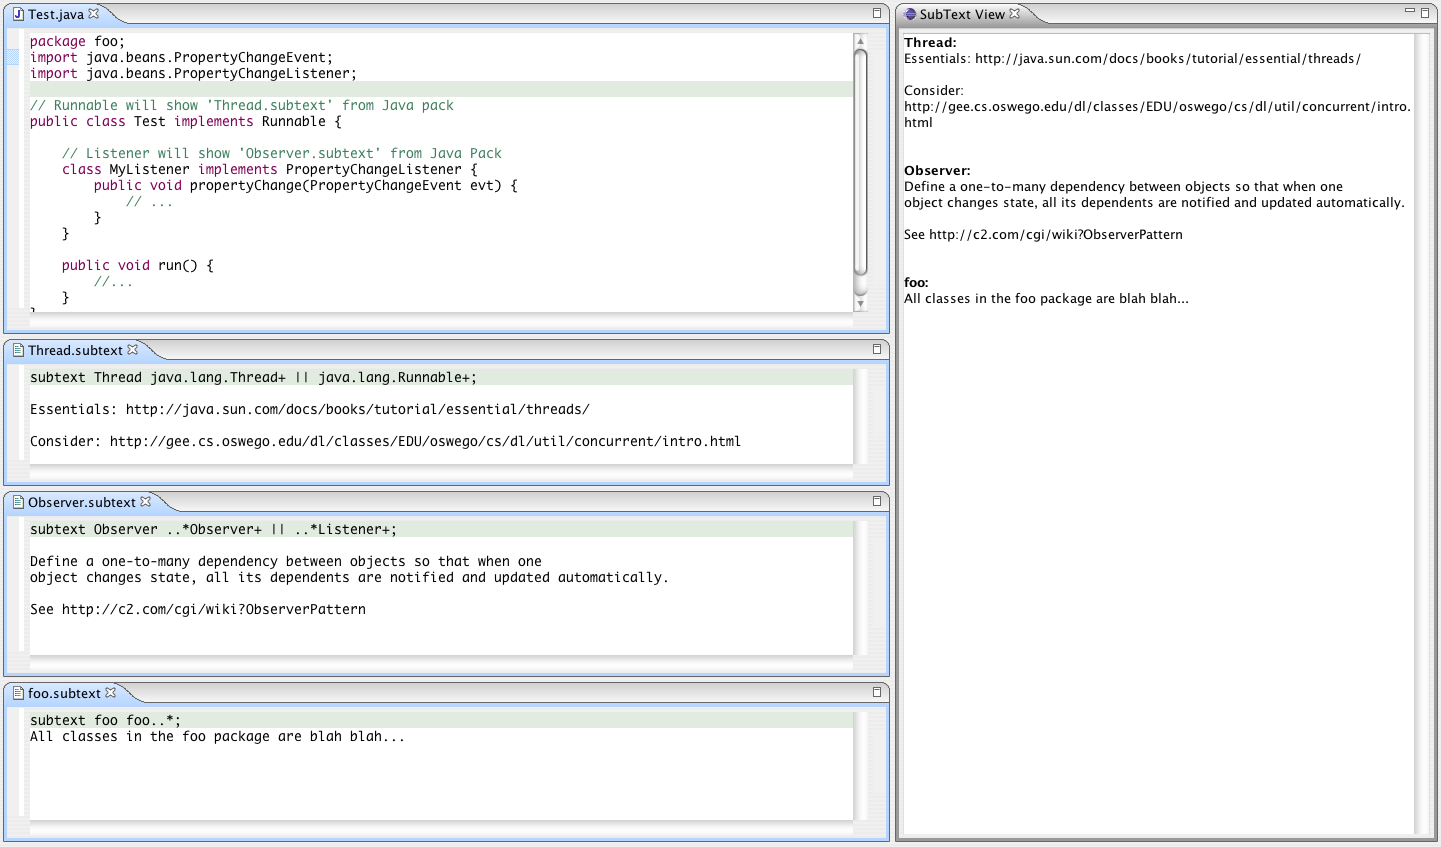 Test.java
package foo;
import java.beans.PropertyChangeEvent;
import java.beans.PropertyChangeListener;
// Runnable will show 'Thread.subtext' from Java pack
public class Test implements Runnable {
// Listener will show 'Observer.subtext' from Java Pack
class MyListener implements PropertyChangeListener {
public void propertyChange(PropertyChangeEvent evt) {
// ...
}
}
public void run() {
//...
}
Thread.subtext
subtext Thread java.lang.Thread+ || java.lang.Runnable+;
Essentials: http://java.sun.com/docs/books/tutorial/essential/threads/
Consider: http://gee.cs.oswego.edu/dl/classes/EDU/oswego/cs/dl/util/concurrent/intro.html
Observer.subtext
subtext Observer ..*Observer+ || ..*Listener+;
Define a one-to-many dependency between objects so that when one
object changes state, all its dependents are notified and updated automatically.
See http://c2.com/cgi/wiki?ObserverPattern
foo.subtext
subtext foo foo..*;
All classes in the foo package are blah blah...
SubText View
Thread:
Essentials: http://java.sun.com/docs/books/tutorial/essential/threads/
Consider:
http://gee.cs.oswego.edu/dl/classes/EDU/oswego/cs/dl/util/concurrent/intro.
html
Observer:
Define a one-to-many dependency between objects so that when one
object changes state, all its dependents are notified and updated automatically.
See http://c2.com/cgi/wiki?ObserverPattern
foo:
All classes in the foo package are blah blah...